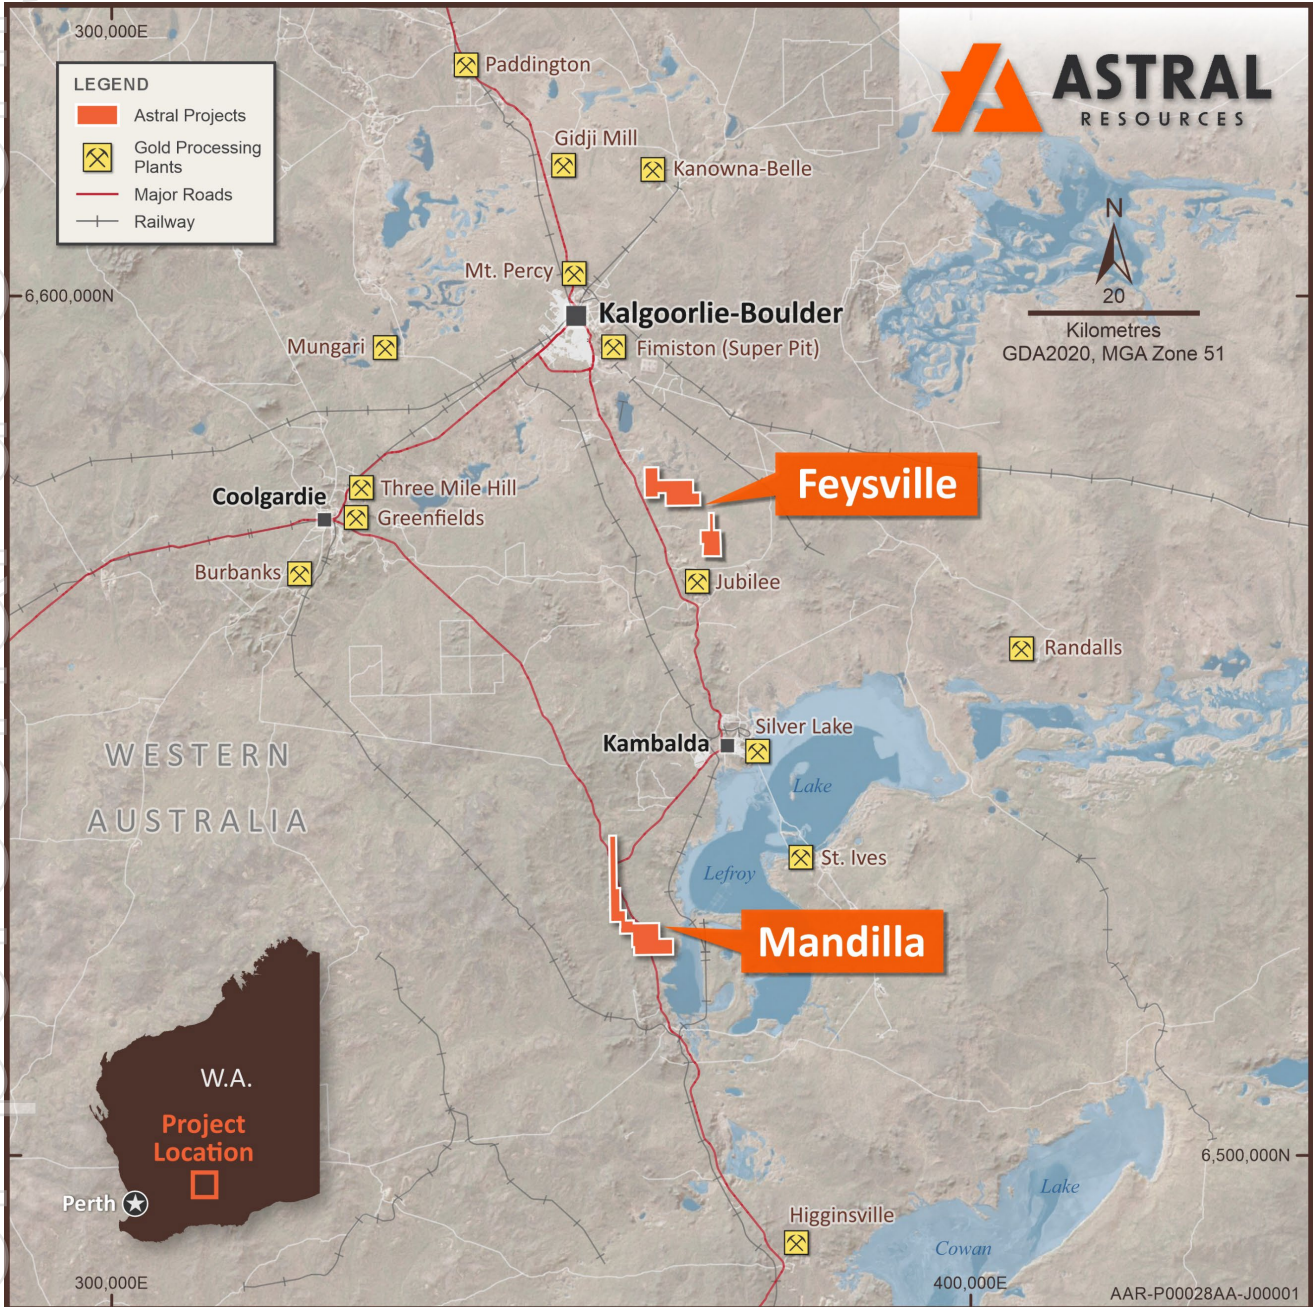 300,000E
LEGEND
Astral Projects
Gold Processing
Plants
Major Roads
Railway
ASTRAL
RESOURCES
Paddington
Gidji Mill
Kanowna-Belle
N
20
Kilometres
GDA2020, MGA Zone 51
Mt. Percy
6,600,000N
Kalgoorlie-Boulder
Mungari
Fimiston (Super Pit)
Feysville
Coolgardie
Three Mile Hill
Greenfields
Burbanks
Jubilee
Randalls
Silver Lake
Kambalda
WESTERN
AUSTRALIA
Lake
Lefroy
St. Ives
Mandilla
W.A.
Project
Location
Perth
6,500,000N
Lake
Cowan
Higginsville
300,000E
400,000E
AAR-P00028AA-J00001